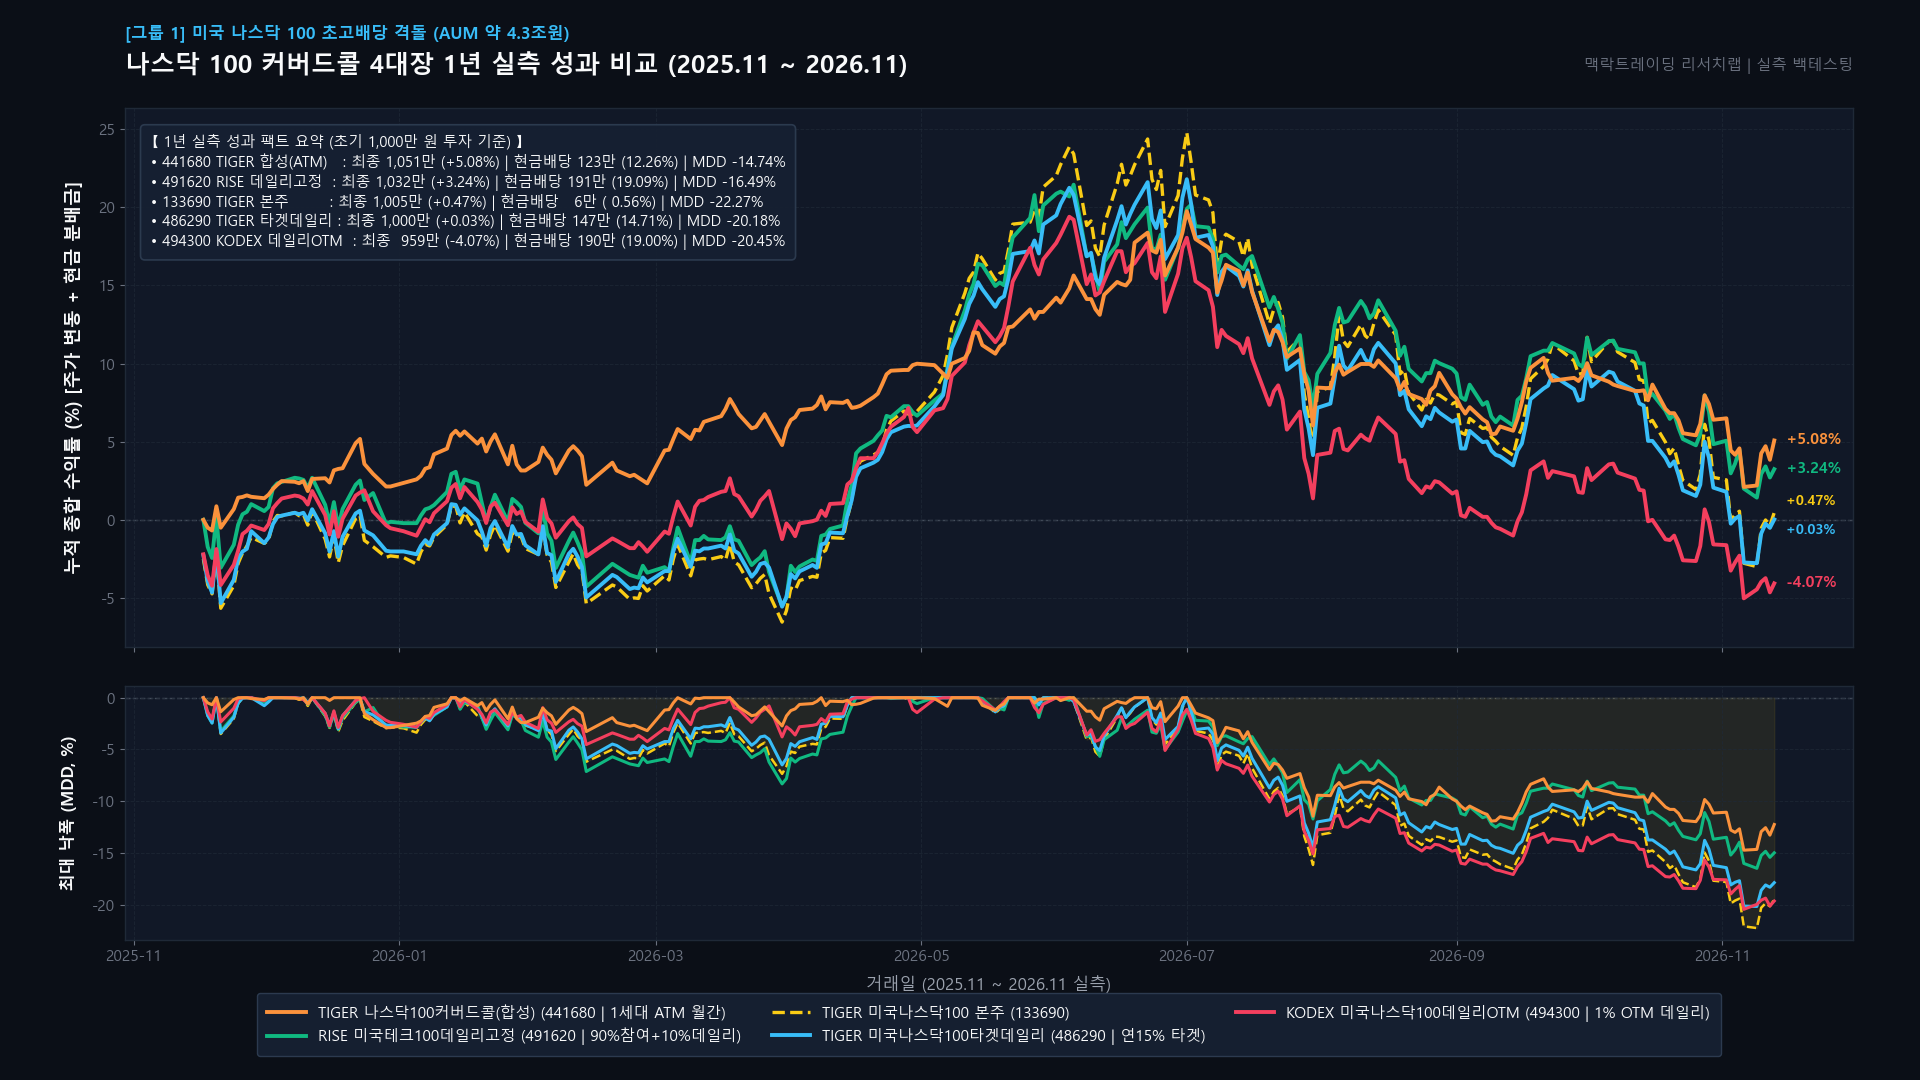 [그룹 1] 미국 나스닥 100 초고배당 격돌 (AUM 약 4.3조원)
나스닥 100 커버드콜 4대장 1년 실측 성과 비교 (2025.11 ~ 2026.11)
맥락트레이딩 리서치랩 | 실측 백테스팅
【 1년 실측 성과 팩트 요약 (초기 1,000만 원 투자 기준) 】
• 441680 TIGER 합성(ATM) : 최종 1,051만 (+5.08%) | 현금배당 123만 (12.26%) | MDD -14.74%
• 491620 RISE 데일리고정 : 최종 1,032만 (+3.24%) | 현금배당 191만 (19.09%) | MDD -16.49%
• 133690 TIGER 본주 : 최종 1,005만 (+0.47%) | 현금배당 6만 ( 0.56%) | MDD -22.27%
• 486290 TIGER 타겟데일리 : 최종 1,000만 (+0.03%) | 현금배당 147만 (14.71%) | MDD -20.18%
• 494300 KODEX 데일리OTM : 최종 959만 (-4.07%) | 현금배당 190만 (19.00%) | MDD -20.45%
누적 종합 수익률 (%) [주가 변동 + 현금 분배금]
25
20
15
10
5
0
-5
+5.08%
+3.24%
+0.47%
+0.03%
-4.07%
최대 낙폭 (MDD, %)
0
-5
-10
-15
-20
2025-11
2026-01
2026-03
2026-05
2026-07
2026-09
2026-11
거래일 (2025.11 ~ 2026.11 실측)
TIGER 나스닥100커버드콜(합성) (441680 | 1세대 ATM 월간)
RISE 미국테크100데일리고정 (491620 | 90%참여+10%데일리)
TIGER 미국나스닥100 본주 (133690)
TIGER 미국나스닥100타겟데일리 (486290 | 연15% 타겟)
KODEX 미국나스닥100데일리OTM (494300 | 1% OTM 데일리)